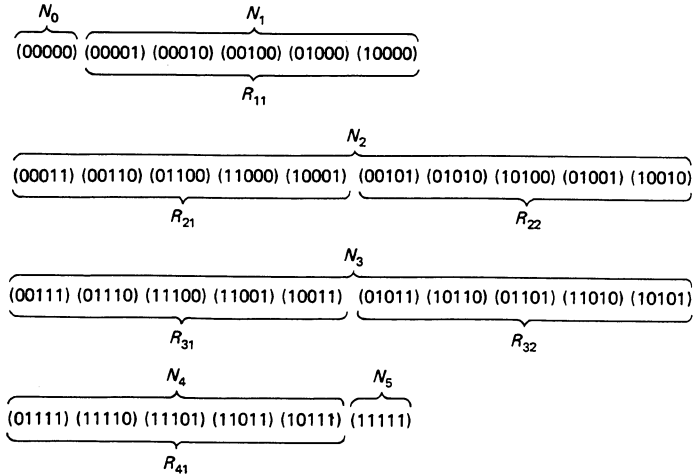 N₀ N₁
(00000) (00001) (00010) (00100) (01000) (10000)
R₁₁
N₂
(00011) (00110) (01100) (11000) (10001) (00101) (01010) (10100) (01001) (10010)
R₂₁ R₂₂
N₃
(00111) (01110) (11100) (11001) (10011) (01011) (10110) (01101) (11010) (10101)
R₃₁ R₃₂
N₄ N₅
(01111) (11110) (11101) (11011) (10111) (11111)
R₄₁